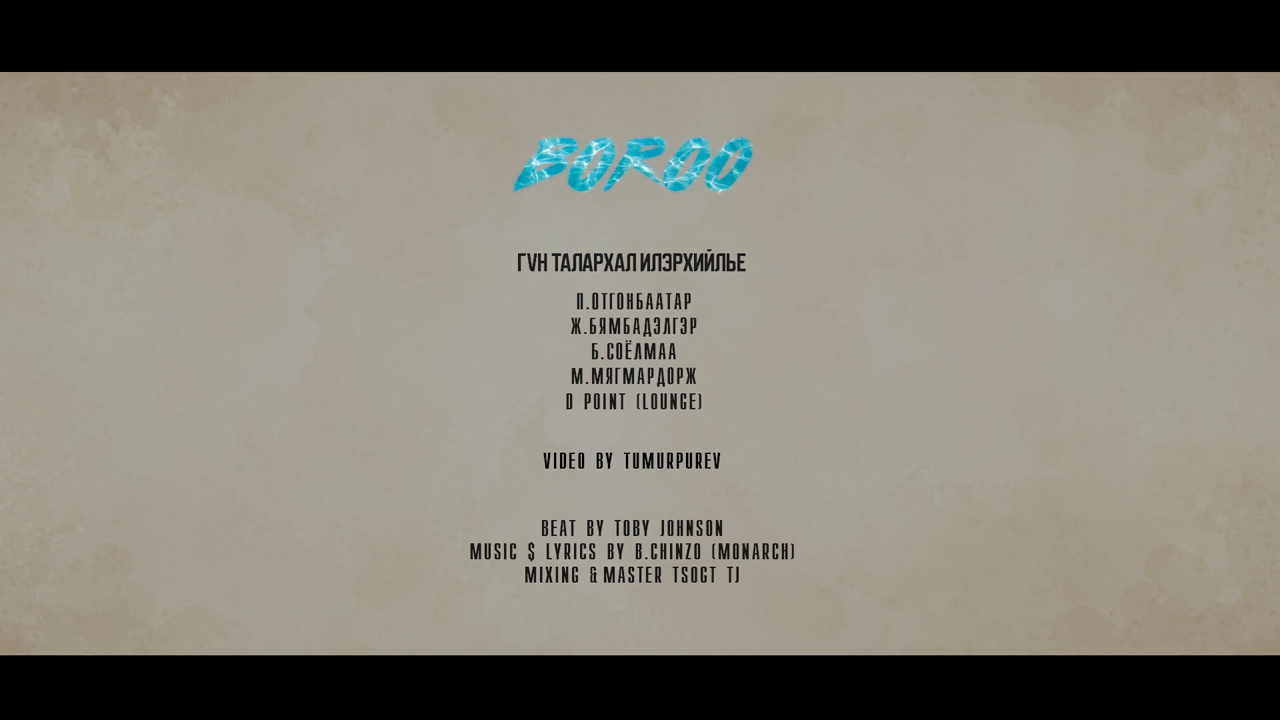 BOROO
ГVН ТАЛАРХАЛ ИЛЭРХИЙЛЬЕ
П.ОТГОНБААТАР
Ж.БЯМБАДЭЛГЭР
Б.СОЁЛМАА
М.МЯГМАРДОРЖ
D POINT (LOUNGE)
VIDEO BY TUMURPUREV
BEAT BY TOBY JOHNSON
MUSIC $ LYRICS BY B.CHINZO (MONARCH)
MIXING & MASTER TSOGT TJ